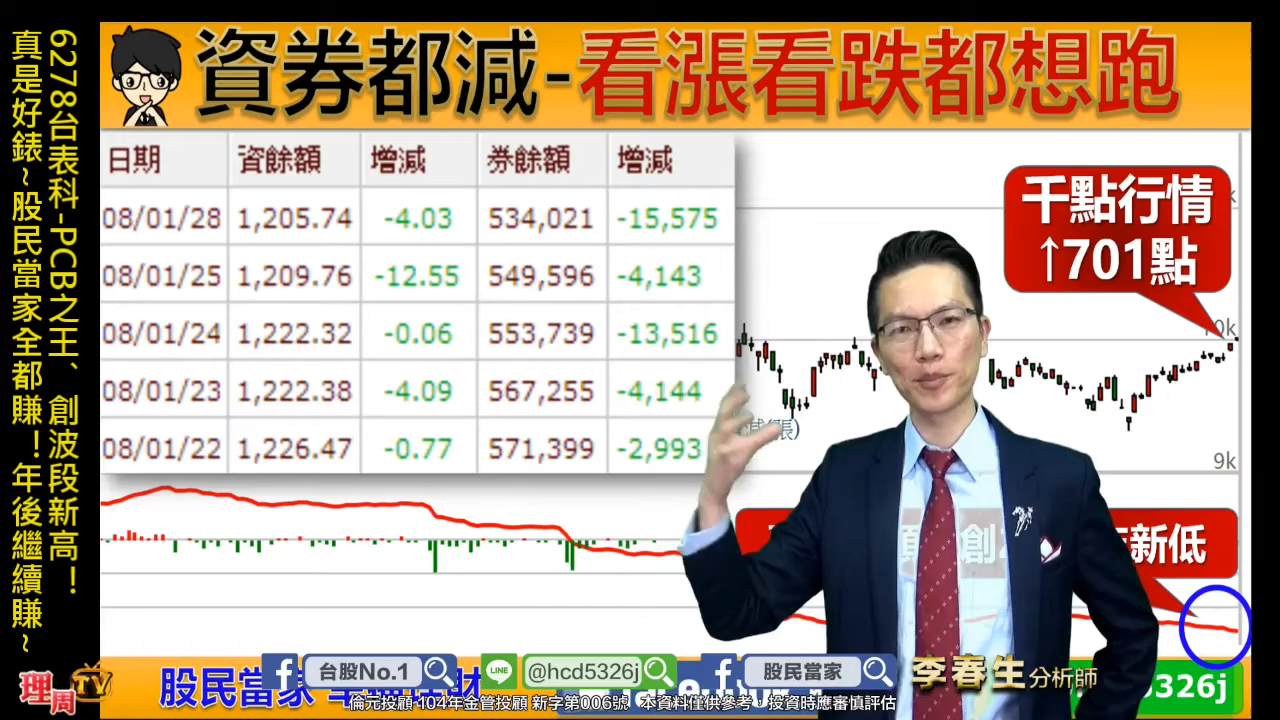 6278台表科-PCB之王、創波段新高！
真是好錶~股民當家全都賺！年後繼續賺~
資券都減-看漲看跌都想跑
日期 資餘額 增減 券餘額 增減
08/01/28 1,205.74 -4.03 534,021 -15,575
08/01/25 1,209.76 -12.55 549,596 -4,143
08/01/24 1,222.32 -0.06 553,739 -13,516
08/01/23 1,222.38 -4.09 567,255 -4,144
08/01/22 1,226.47 -0.77 571,399 -2,993
千點行情
↑701點
10k
9k
新低
理周TV
股民當家
台股No.1
LINE
@hcd5326j
股民當家
李春生分析師
5326j
倫元投顧 104年金管投顧 新字第006號 本資料僅供參考，投資時應審慎評估